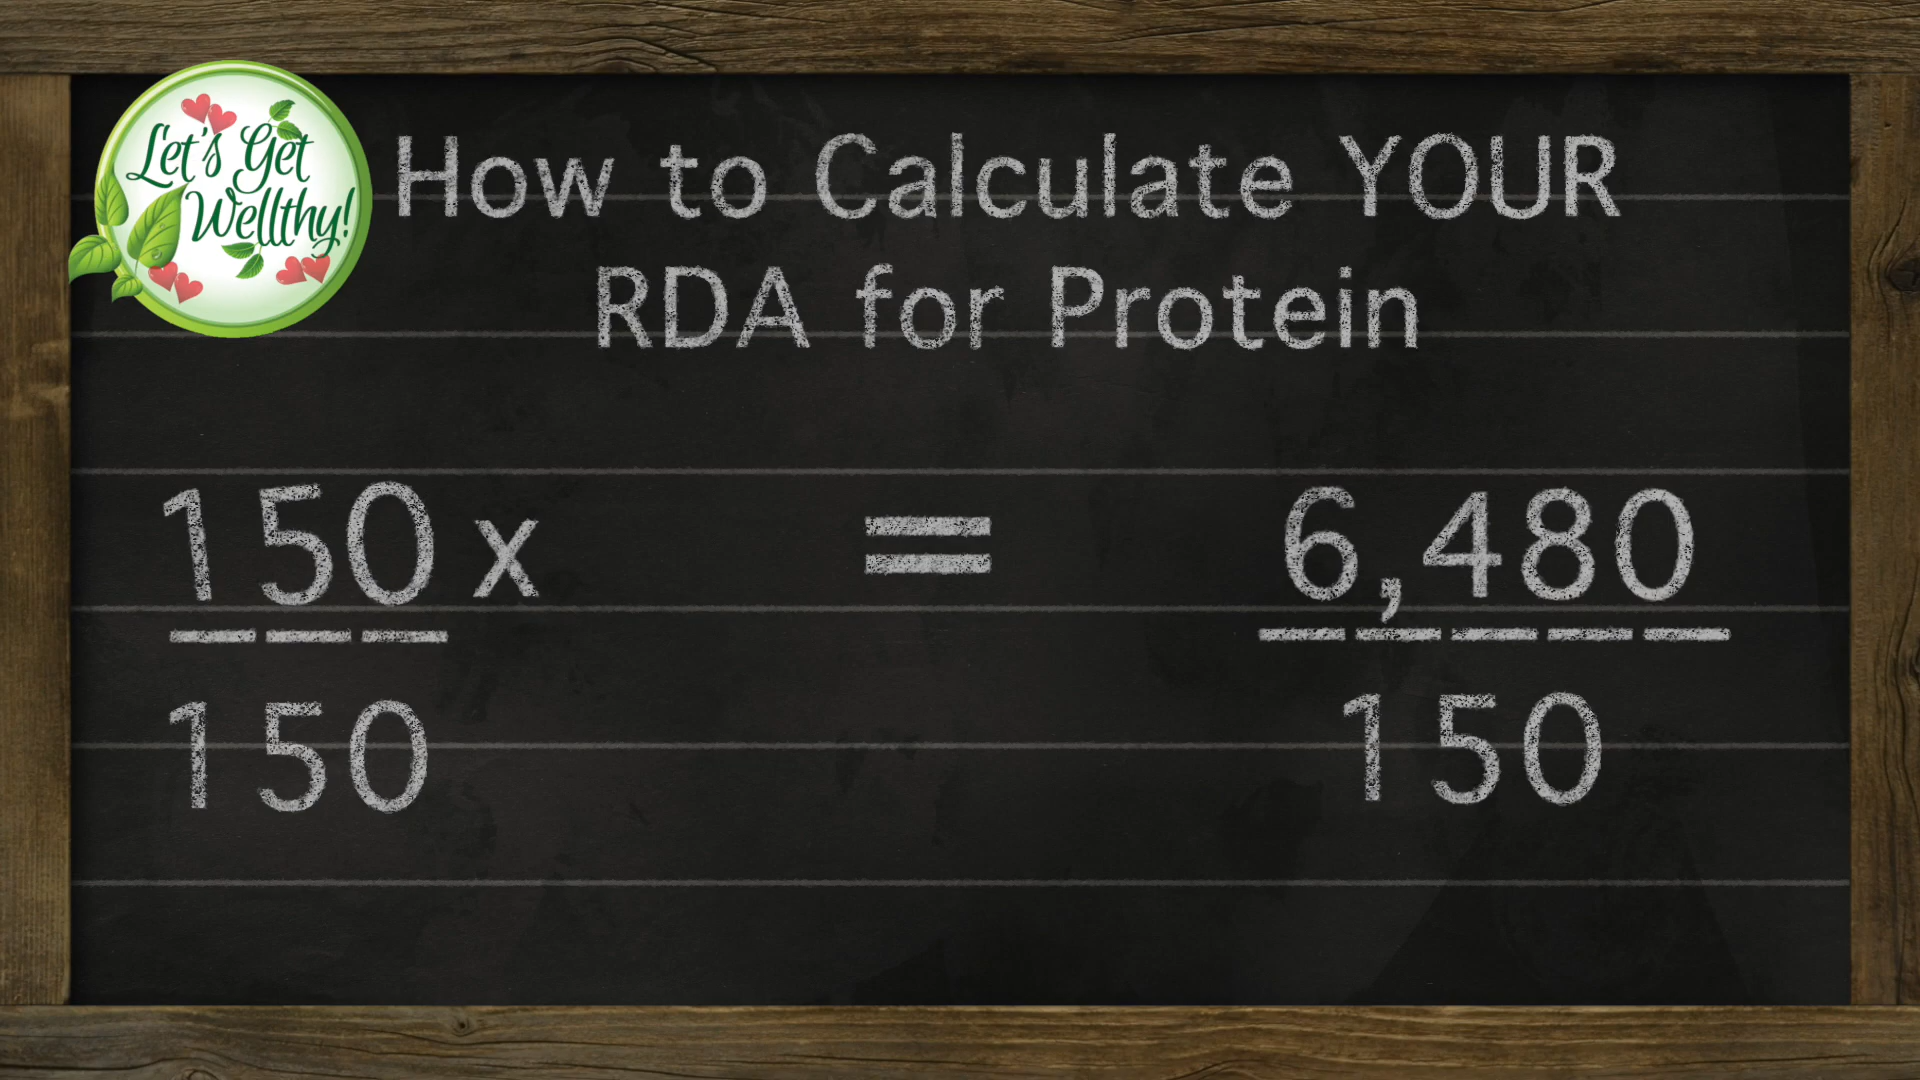 Let's Get
Wellthy!
How to Calculate YOUR
RDA for Protein
150 x = 6,480
150 150